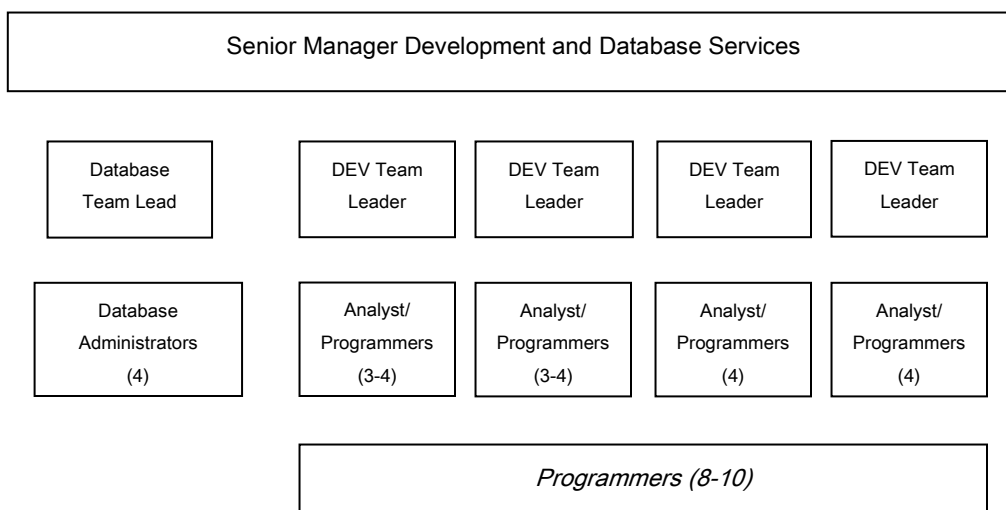 Senior Manager Development and Database Services
Database
Team Lead
DEV Team
Leader
DEV Team
Leader
DEV Team
Leader
DEV Team
Leader
Database
Administrators
(4)
Analyst/
Programmers
(3-4)
Analyst/
Programmers
(3-4)
Analyst/
Programmers
(4)
Analyst/
Programmers
(4)
Programmers (8-10)